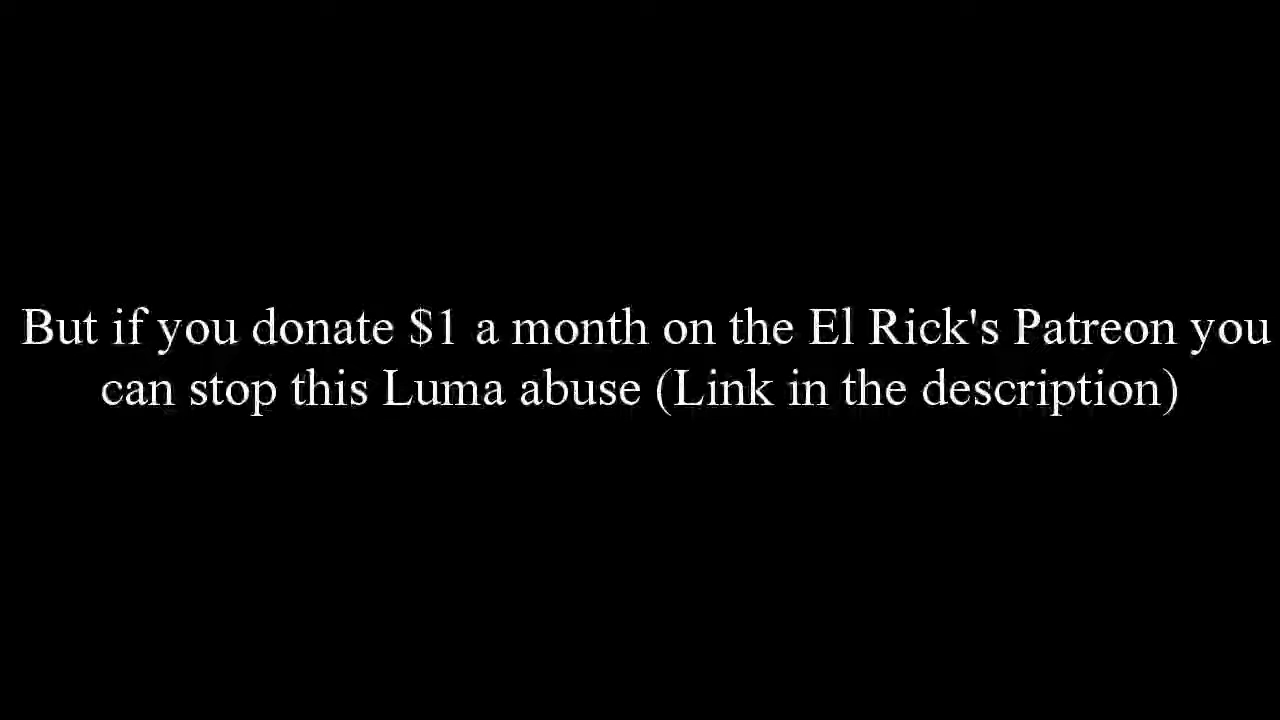 But if you donate $1 a month on the El Rick's Patreon you
can stop this Luma abuse (Link in the description)